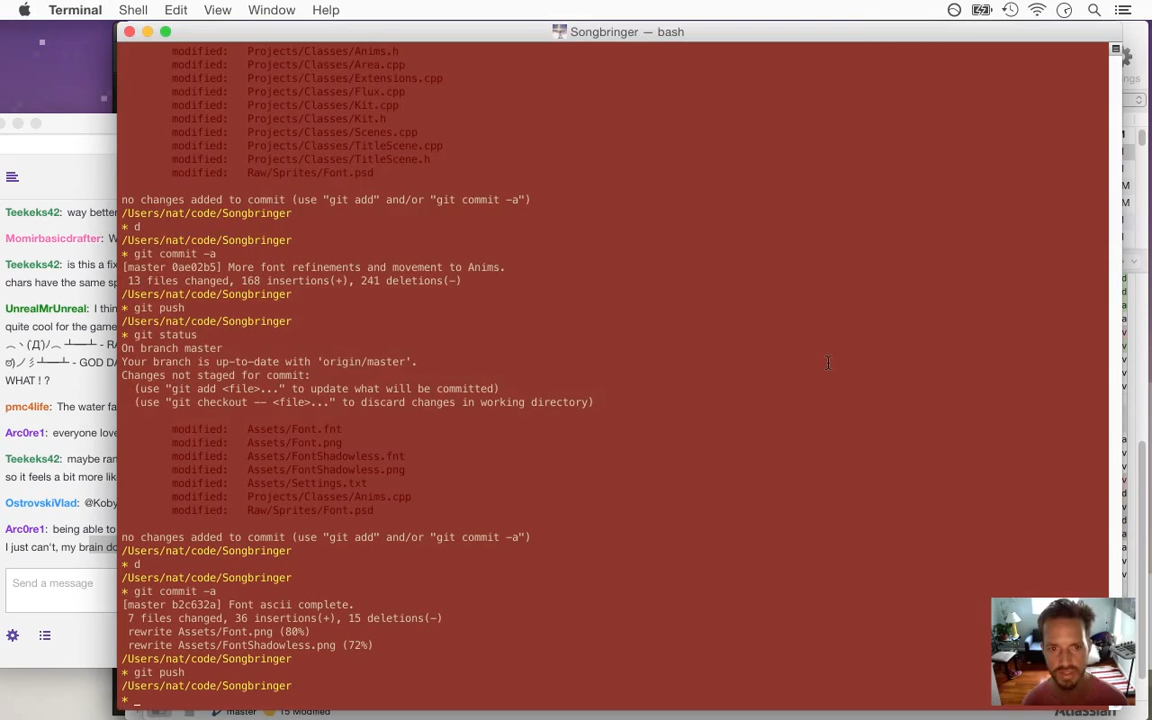 Terminal Shell Edit View Window Help
Songbringer — bash
modified: Projects/Classes/Anims.h
modified: Projects/Classes/Area.cpp
modified: Projects/Classes/Extensions.cpp
modified: Projects/Classes/Flux.cpp
modified: Projects/Classes/Kit.cpp
modified: Projects/Classes/Kit.h
modified: Projects/Classes/Scenes.cpp
modified: Projects/Classes/TitleScene.cpp
modified: Projects/Classes/TitleScene.h
modified: Raw/Sprites/Font.psd
no changes added to commit (use "git add" and/or "git commit -a")
/Users/nat/code/Songbringer
* d
/Users/nat/code/Songbringer
* git commit -a
[master 0ae02b5] More font refinements and movement to Anims.
13 files changed, 168 insertions(+), 241 deletions(-)
/Users/nat/code/Songbringer
* git push
/Users/nat/code/Songbringer
* git status
On branch master
Your branch is up-to-date with 'origin/master'.
Changes not staged for commit:
(use "git add <file>..." to update what will be committed)
(use "git checkout -- <file>..." to discard changes in working directory)
modified: Assets/Font.fnt
modified: Assets/Font.png
modified: Assets/FontShadowless.fnt
modified: Assets/FontShadowless.png
modified: Assets/Settings.txt
modified: Projects/Classes/Anims.cpp
modified: Raw/Sprites/Font.psd
no changes added to commit (use "git add" and/or "git commit -a")
/Users/nat/code/Songbringer
* d
/Users/nat/code/Songbringer
* git commit -a
[master b2c632a] Font ascii complete.
7 files changed, 36 insertions(+), 15 deletions(-)
rewrite Assets/Font.png (80%)
rewrite Assets/FontShadowless.png (72%)
/Users/nat/code/Songbringer
* git push
/Users/nat/code/Songbringer
* _
Teekeks42: way better
Momirbasicdrafter: W
Teekeks42: is this a fix
chars have the same sp
UnrealMrUnreal: I thin
quite cool for the game
GOD DA
WHAT ! ?
pmc4life: The water fa
Arc0re1: everyone love
Teekeks42: maybe ran
so it feels a bit more lik
OstrovskiVlad: @Koby
Arc0re1: being able to
I just can't, my brain do
Send a message
master 15 Modified
Atlassian